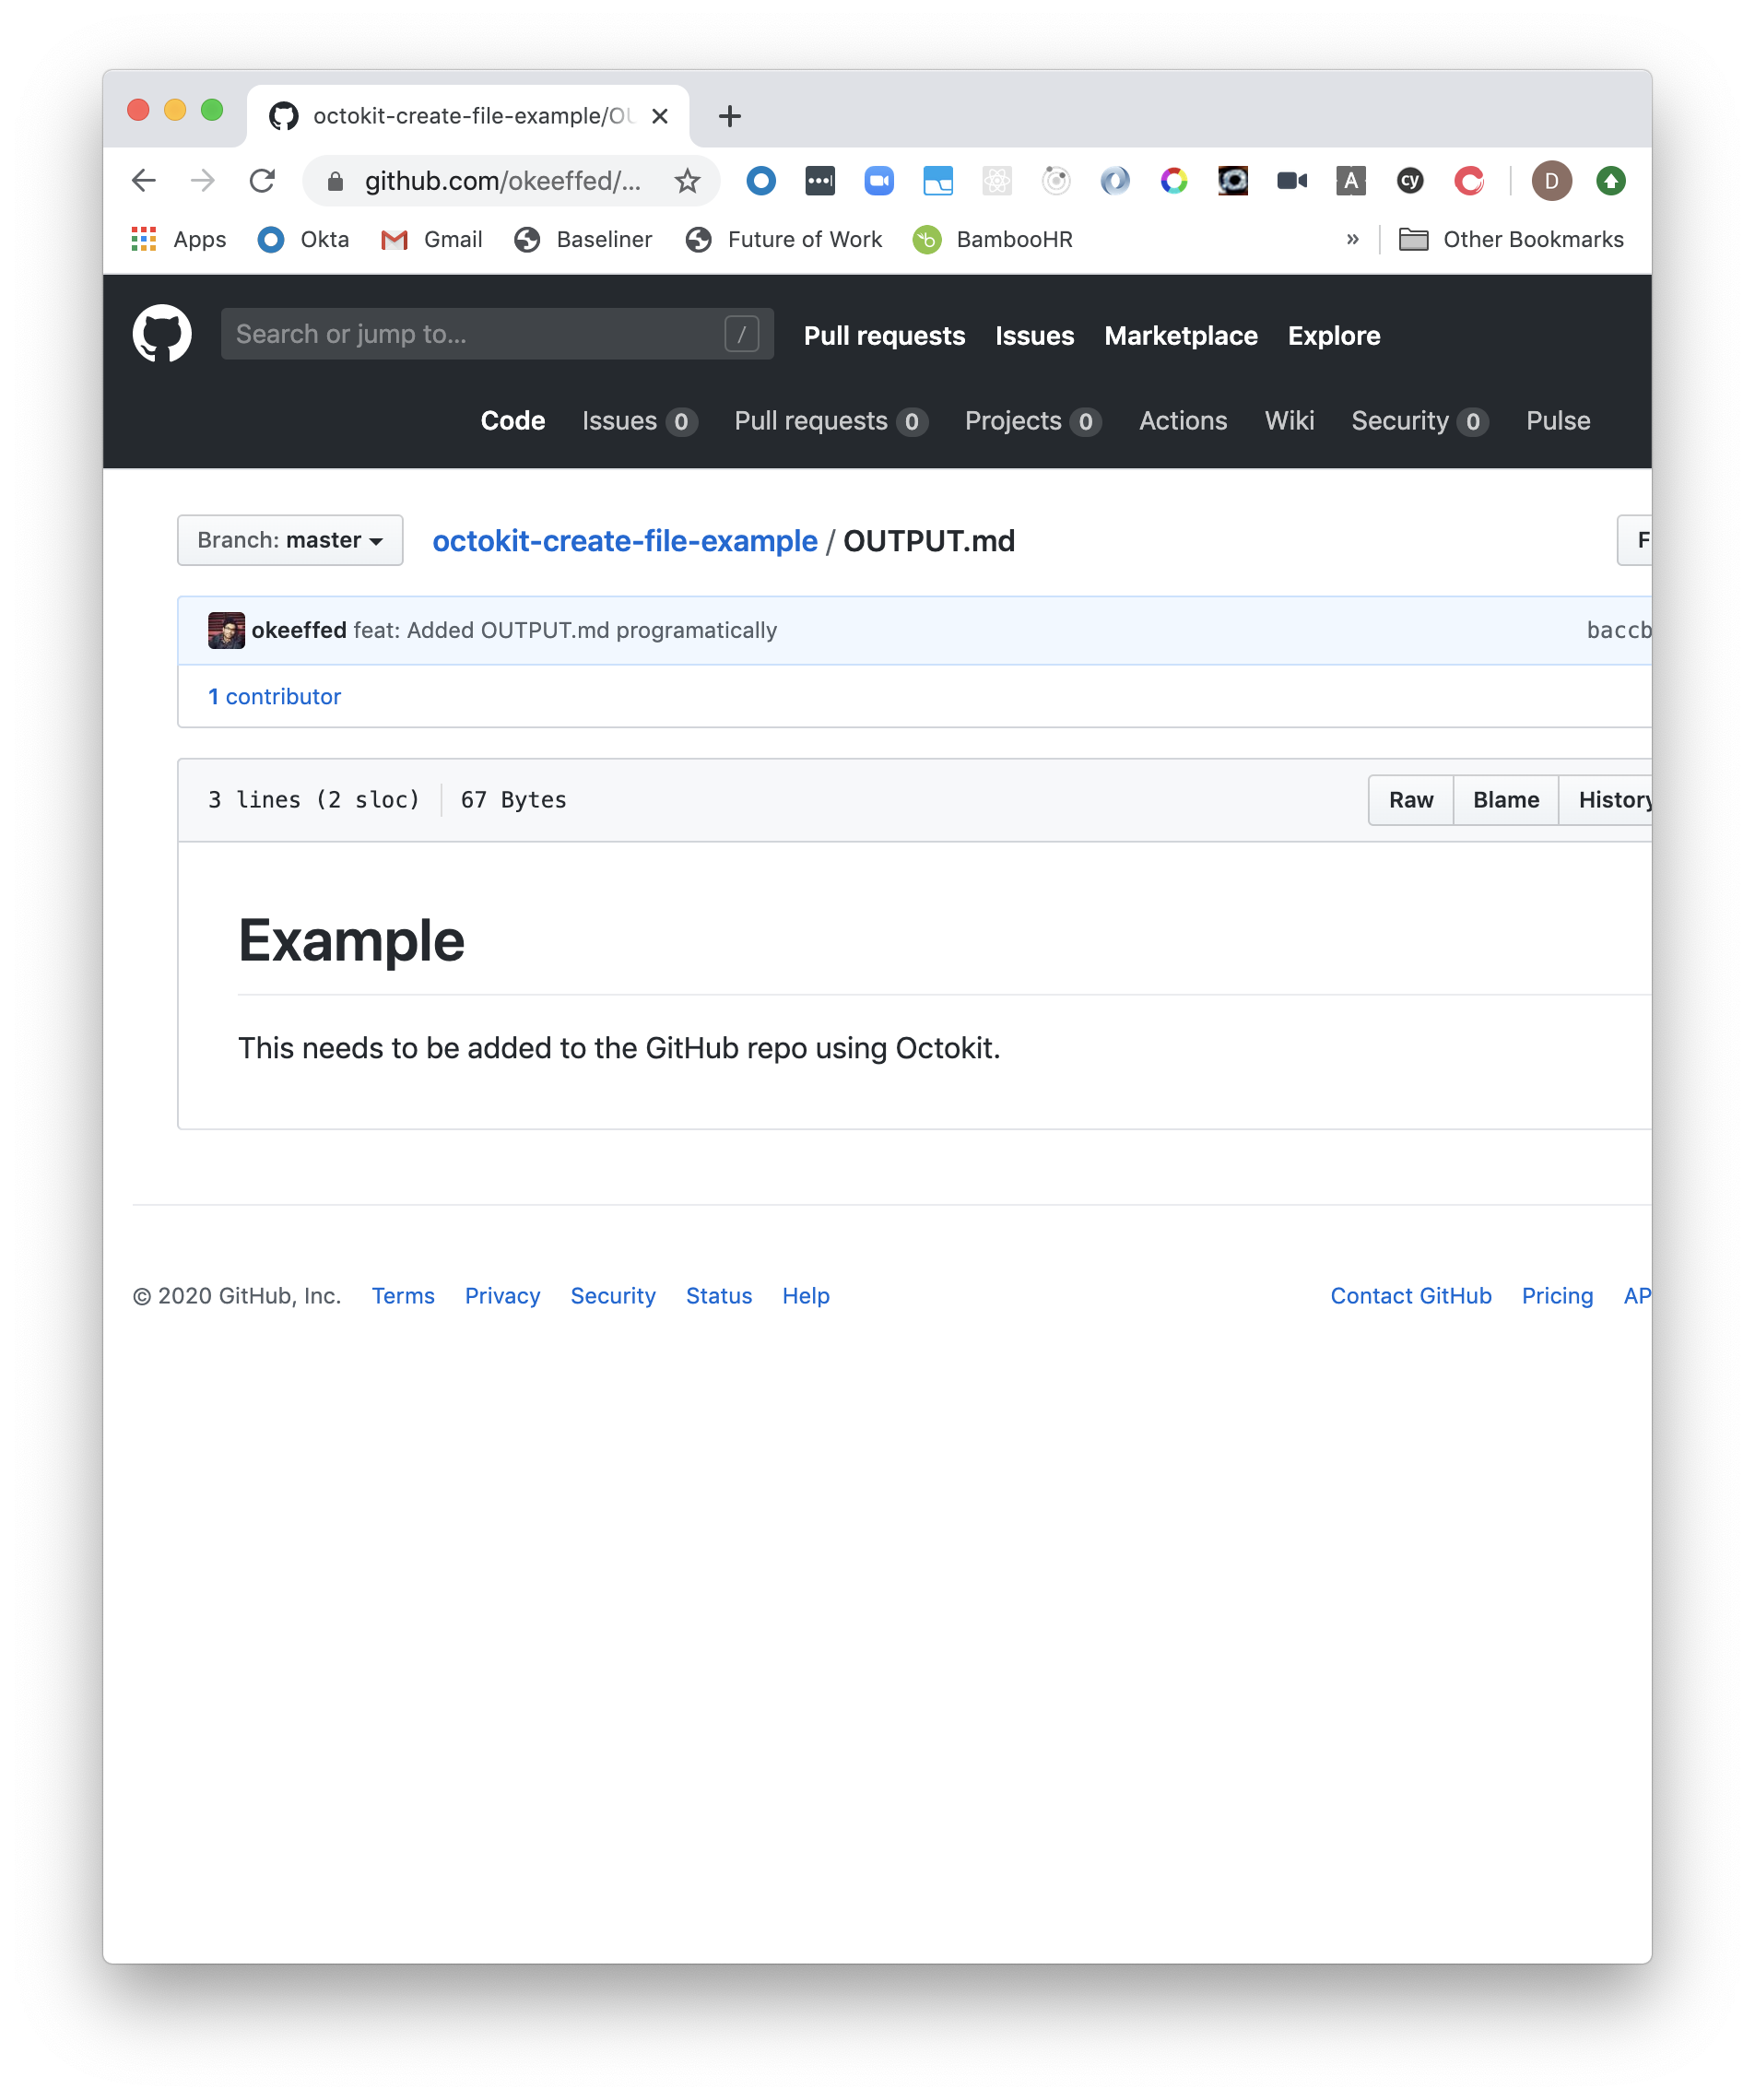 octokit-create-file-example/OU
github.com/okeeffed/...
D
Apps Okta Gmail Baseliner Future of Work BambooHR » Other Bookmarks
Search or jump to... / Pull requests Issues Marketplace Explore
Code Issues 0 Pull requests 0 Projects 0 Actions Wiki Security 0 Pulse
Branch: master octokit-create-file-example / OUTPUT.md F
okeeffed feat: Added OUTPUT.md programatically baccb
1 contributor
3 lines (2 sloc) 67 Bytes Raw Blame History
Example
This needs to be added to the GitHub repo using Octokit.
© 2020 GitHub, Inc. Terms Privacy Security Status Help Contact GitHub Pricing AP